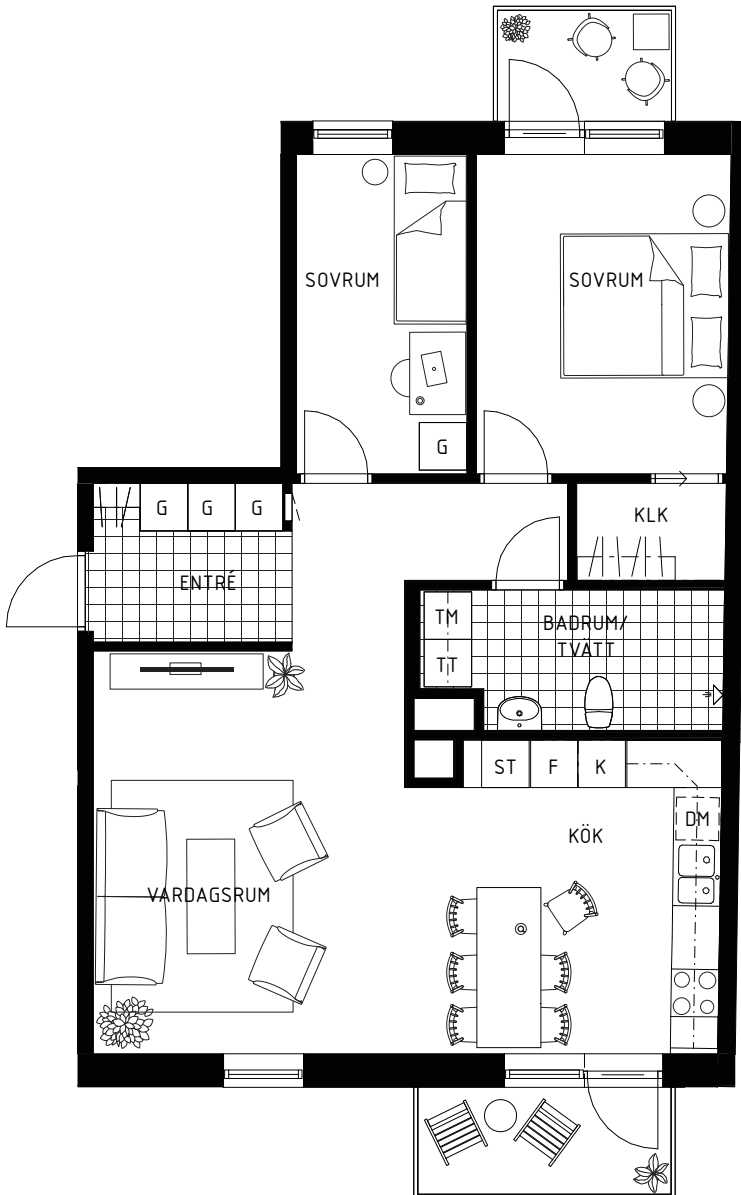 SOVRUM
SOVRUM
G
G
G
G
KLK
ENTRÉ
TM
BADRUM/
TVÄTT
TT
ST
F
K
DM
KÖK
VARDAGSRUM